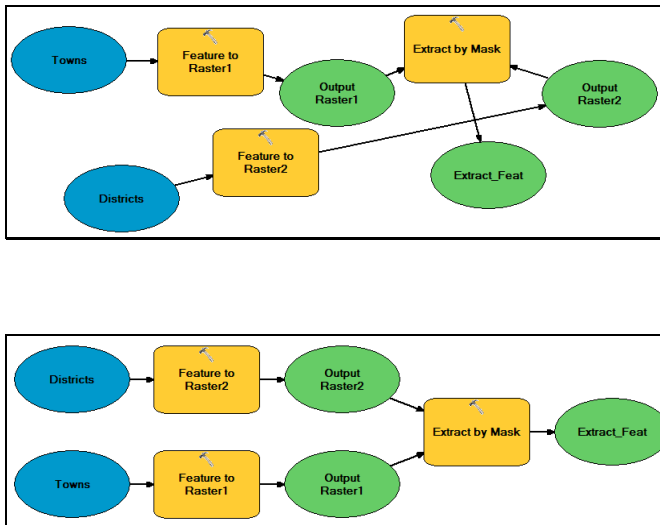 Towns
Feature to
Raster1
Output
Raster1
Extract by Mask
Output
Raster2
Feature to
Raster2
Districts
Extract_Feat
Districts
Feature to
Raster2
Output
Raster2
Extract by Mask
Extract_Feat
Towns
Feature to
Raster1
Output
Raster1